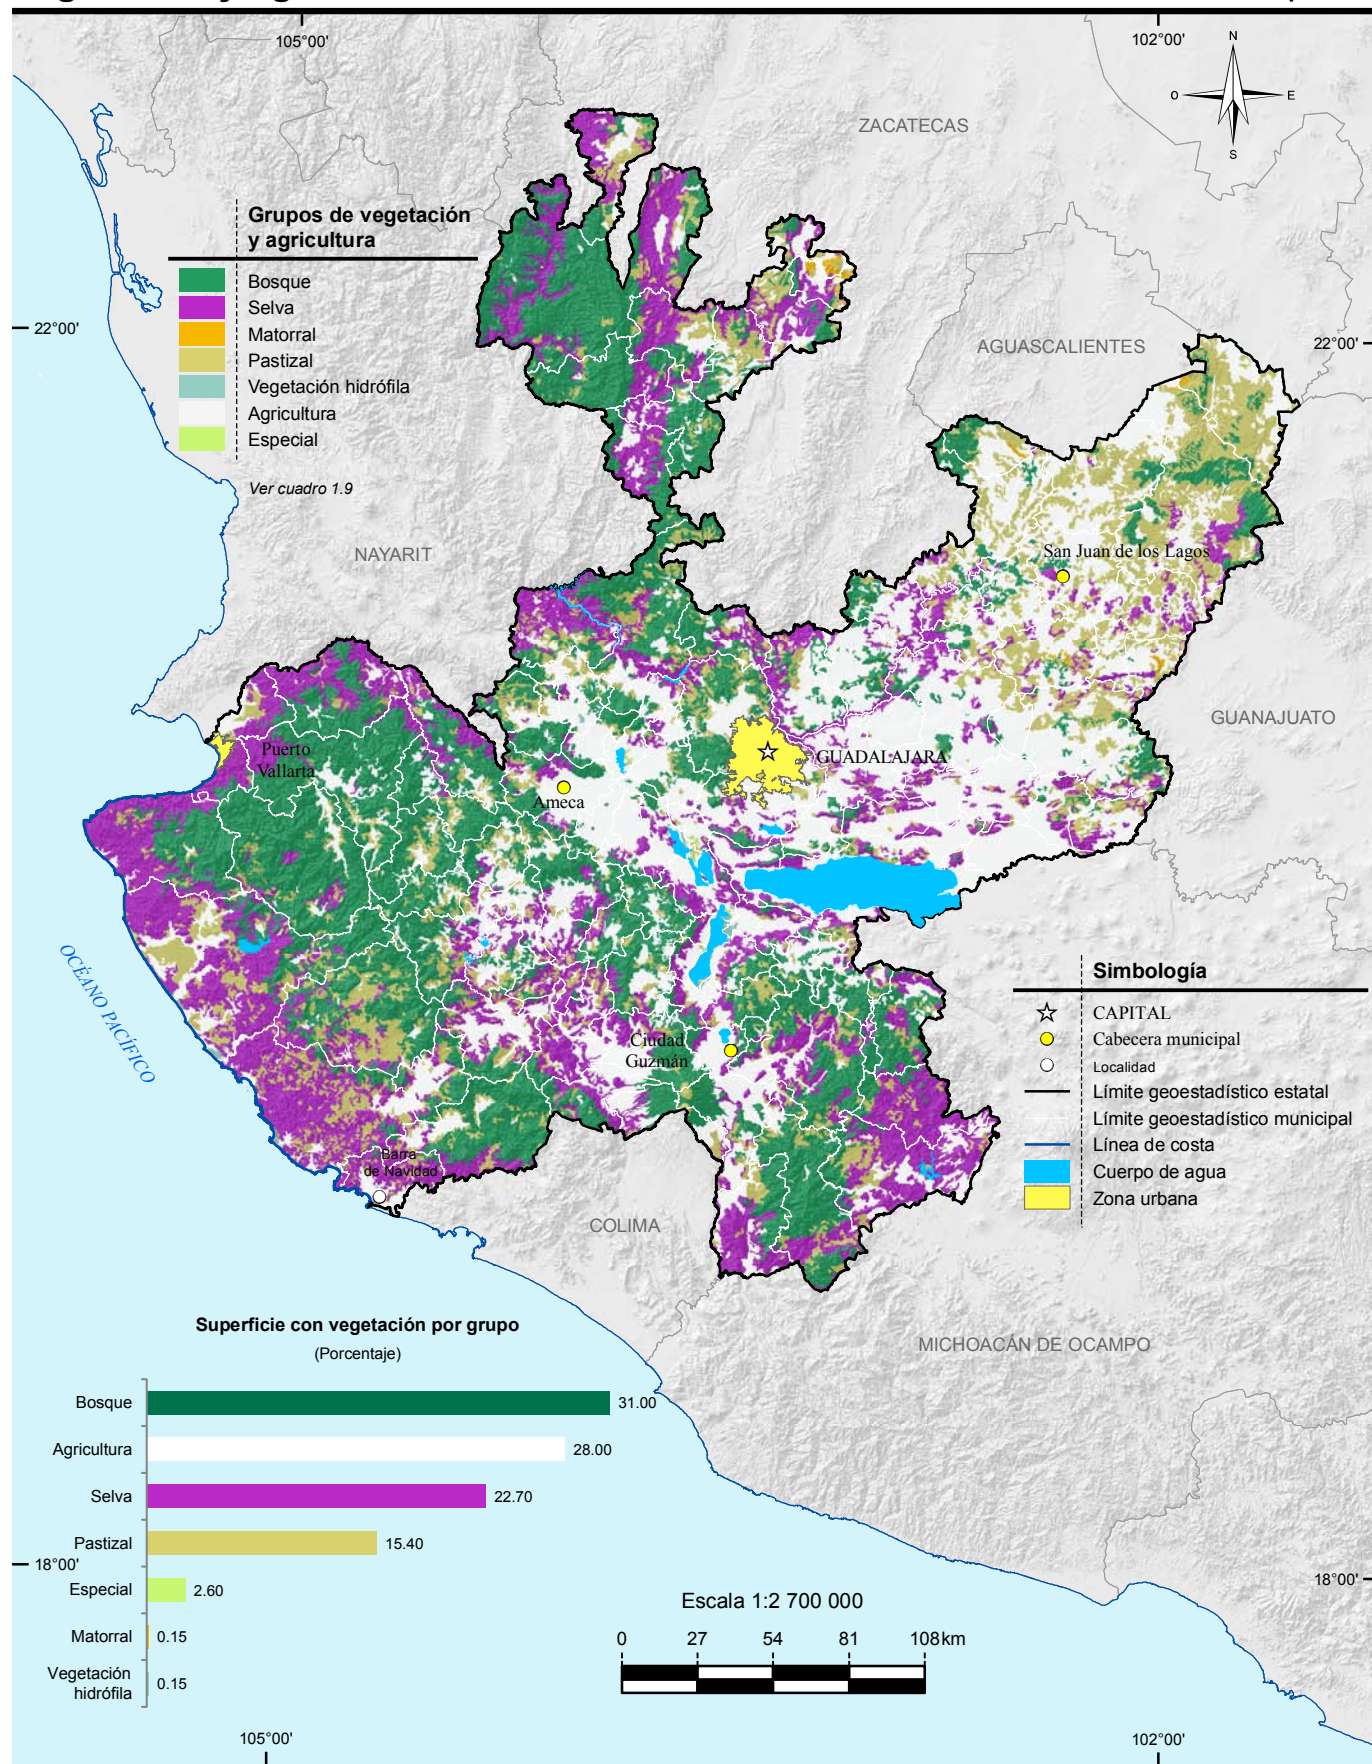 105°00'
102°00'
N
O
E
S
ZACATECAS
Grupos de vegetación
y agricultura
Bosque
Selva
Matorral
Pastizal
Vegetación hidrófila
Agricultura
Especial
Ver cuadro 1.9
22°00'
22°00'
AGUASCALIENTES
NAYARIT
San Juan de los Lagos
GUANAJUATO
Puerto
Vallarta
GUADALAJARA
Ameca
OCÉANO PACÍFICO
Ciudad
Guzmán
Barra
de Navidad
COLIMA
MICHOACÁN DE OCAMPO
Simbología
CAPITAL
Cabecera municipal
Localidad
Límite geoestadístico estatal
Límite geoestadístico municipal
Línea de costa
Cuerpo de agua
Zona urbana
Superficie con vegetación por grupo
(Porcentaje)
Bosque 31.00
Agricultura 28.00
Selva 22.70
Pastizal 15.40
Especial 2.60
Matorral 0.15
Vegetación
hidrófila 0.15
18°00'
18°00'
Escala 1:2 700 000
0 27 54 81 108km
105°00'
102°00'